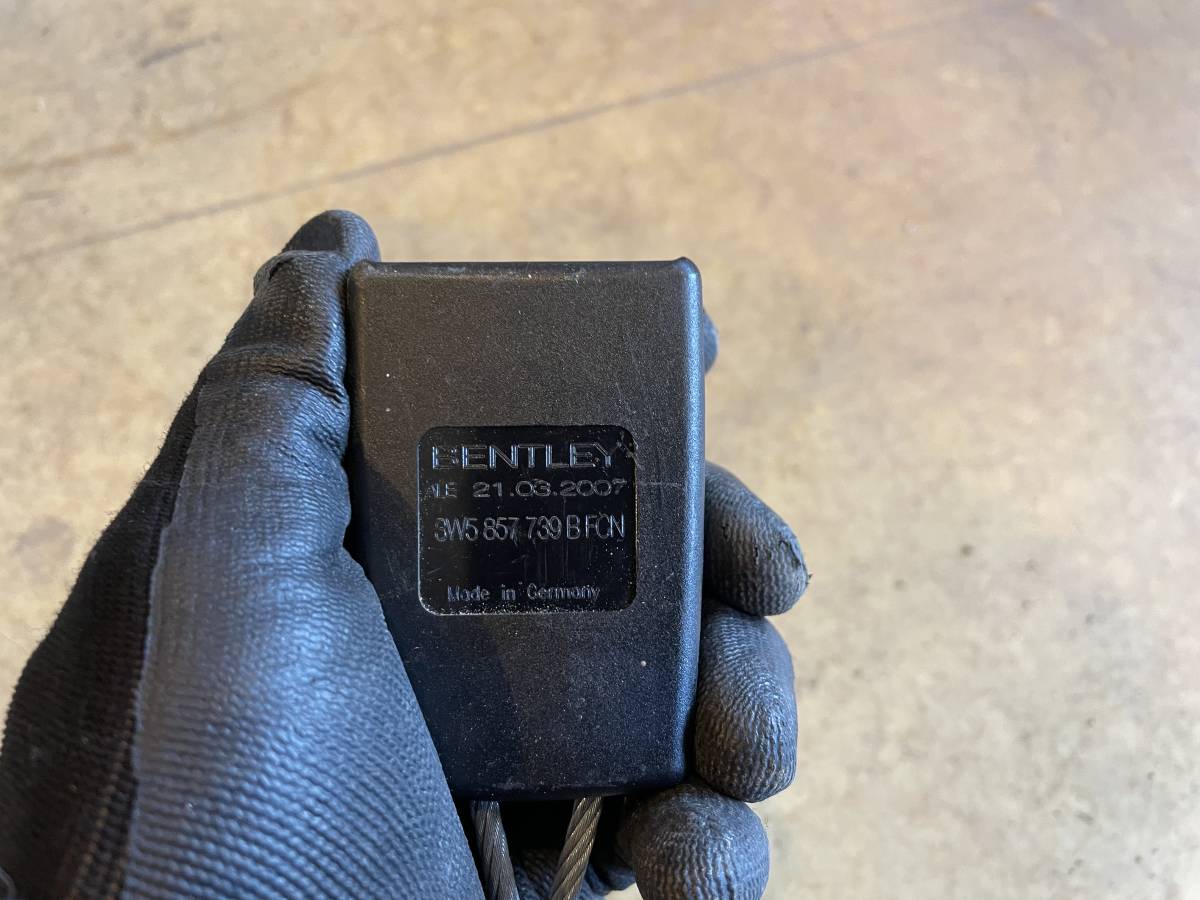 BENTLEY
ALE 21.03.2007
3W5 857 739 B FCN
Made in Germany